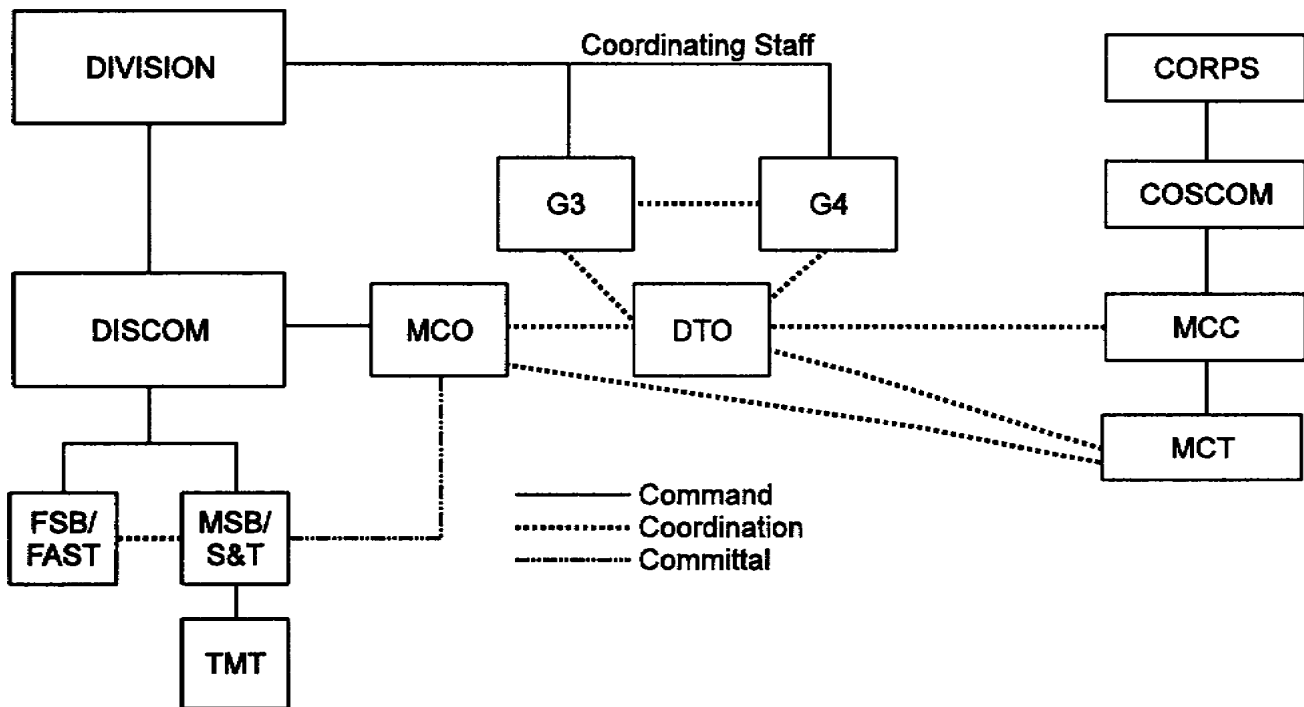 Coordinating Staff
DIVISION
CORPS
G3
G4
COSCOM
DISCOM
MCO
DTO
MCC
MCT
FSB/
FAST
MSB/
S&T
Command
Coordination
Committal
TMT